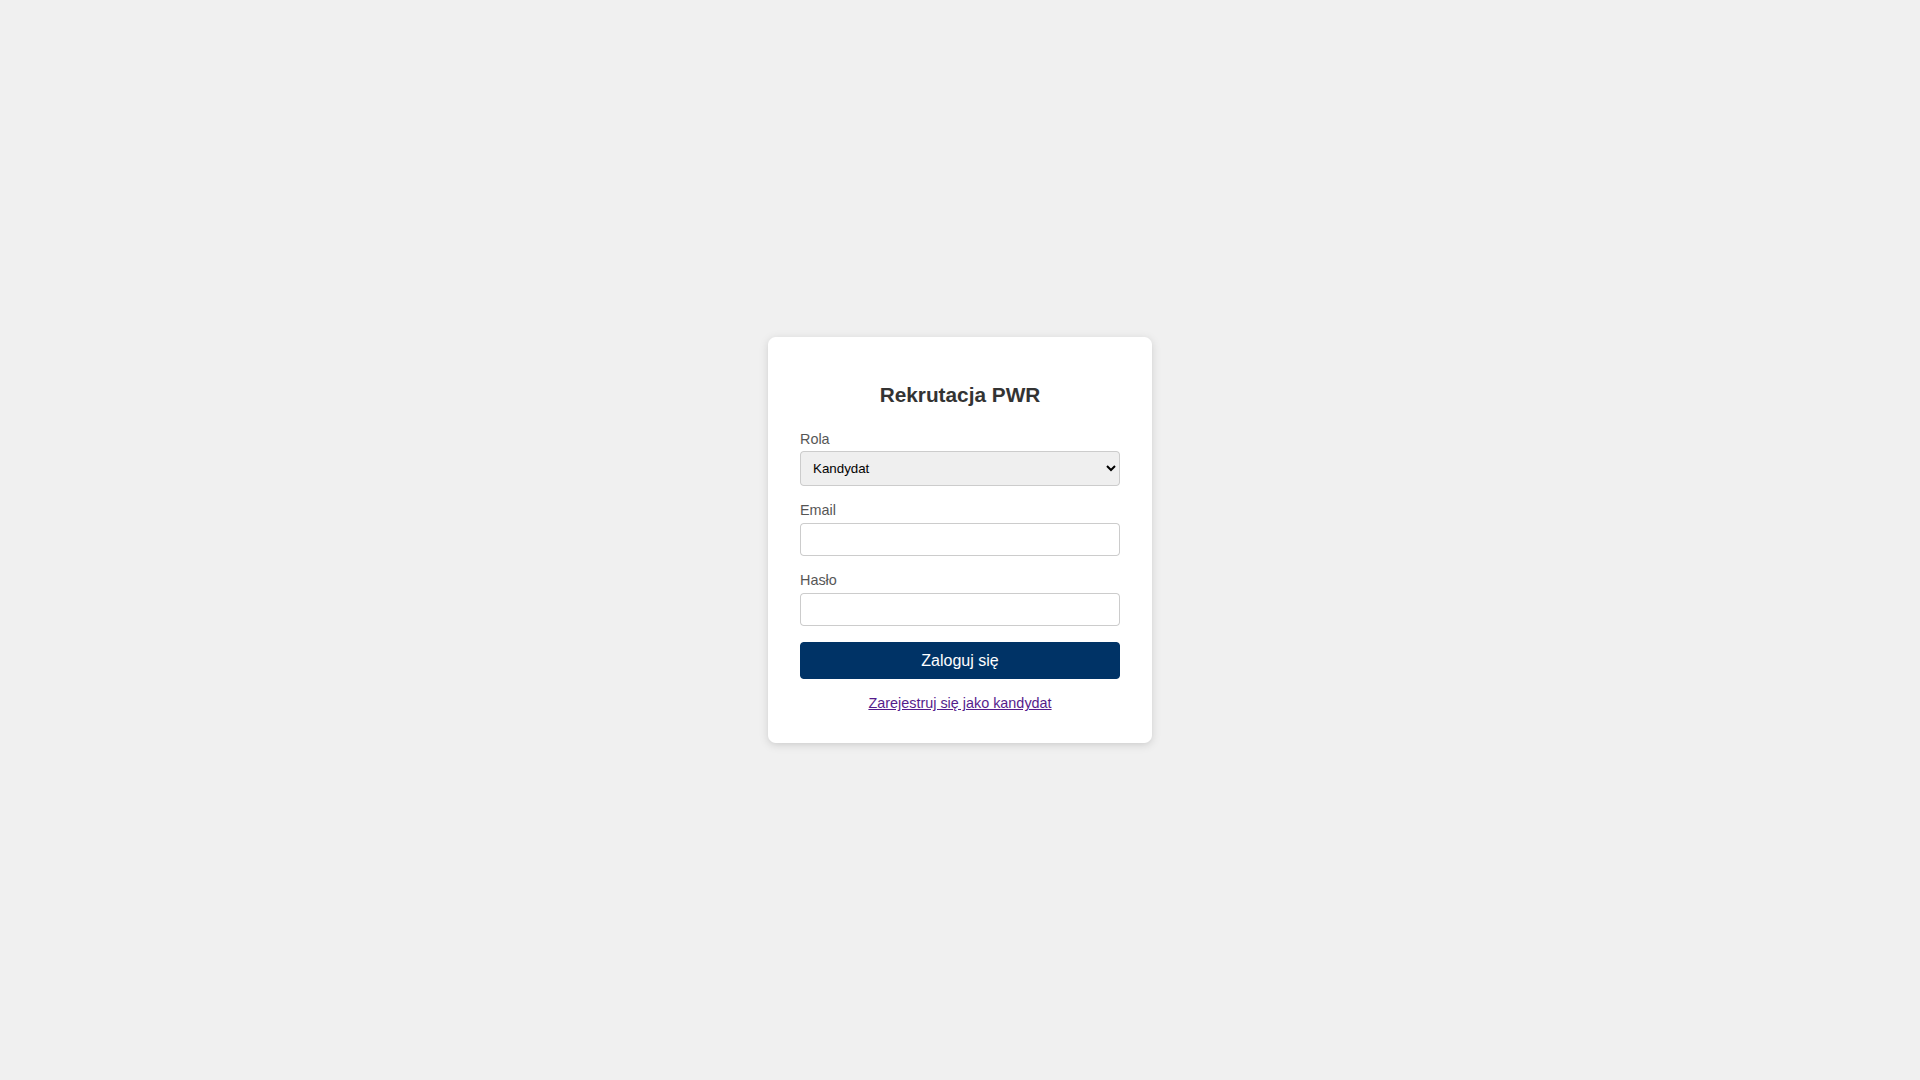 Rekrutacja PWR
Rola
Kandydat
Email
Hasło
Zaloguj się
Zarejestruj się jako kandydat